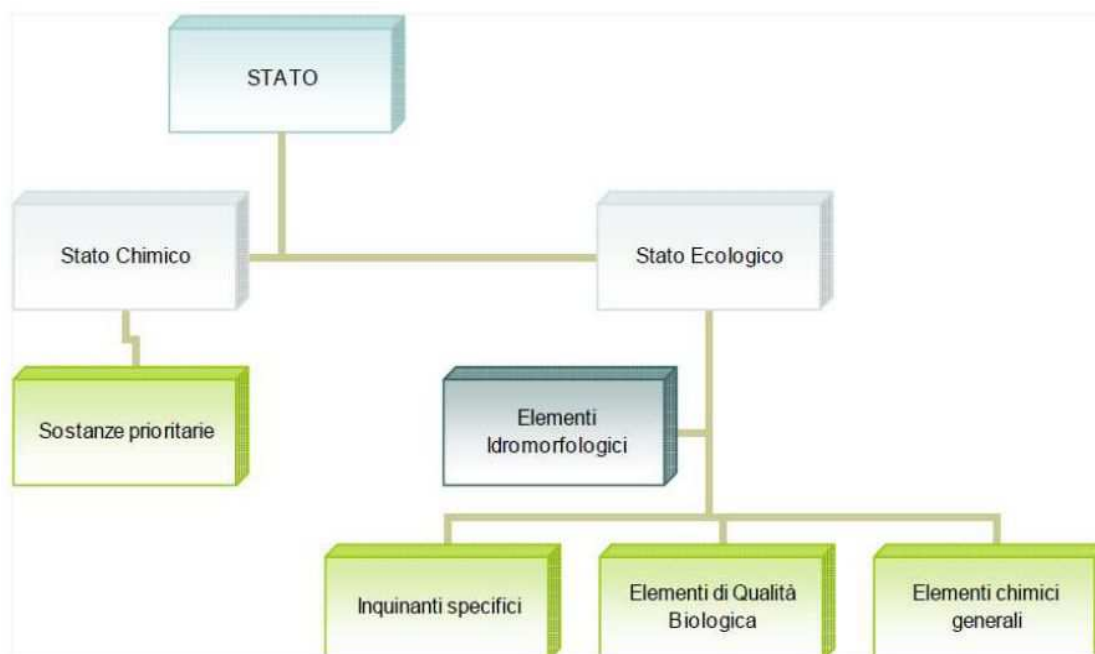 STATO
Stato Chimico
Stato Ecologico
Sostanze prioritarie
Elementi
Idromorfologici
Inquinanti specifici
Elementi di Qualità
Biologica
Elementi chimici
generali